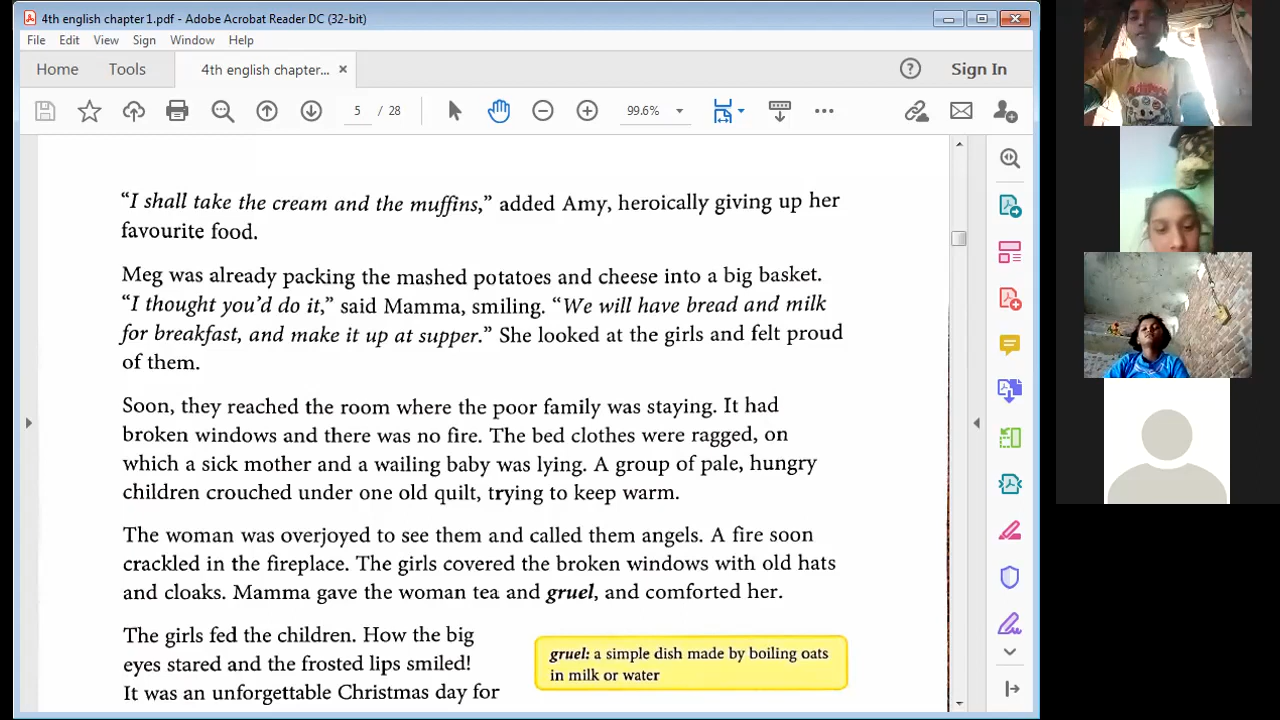 4th english chapter 1.pdf - Adobe Acrobat Reader DC (32-bit)
File Edit View Sign Window Help
Home Tools 4th english chapter... × Sign In
5 / 28 99.6%
“I shall take the cream and the muffins,” added Amy, heroically giving up her
favourite food.
Meg was already packing the mashed potatoes and cheese into a big basket.
“I thought you’d do it,” said Mamma, smiling. “We will have bread and milk
for breakfast, and make it up at supper.” She looked at the girls and felt proud
of them.
Soon, they reached the room where the poor family was staying. It had
broken windows and there was no fire. The bed clothes were ragged, on
which a sick mother and a wailing baby was lying. A group of pale, hungry
children crouched under one old quilt, trying to keep warm.
The woman was overjoyed to see them and called them angels. A fire soon
crackled in the fireplace. The girls covered the broken windows with old hats
and cloaks. Mamma gave the woman tea and gruel, and comforted her.
The girls fed the children. How the big
eyes stared and the frosted lips smiled!
It was an unforgettable Christmas day for
gruel: a simple dish made by boiling oats
in milk or water